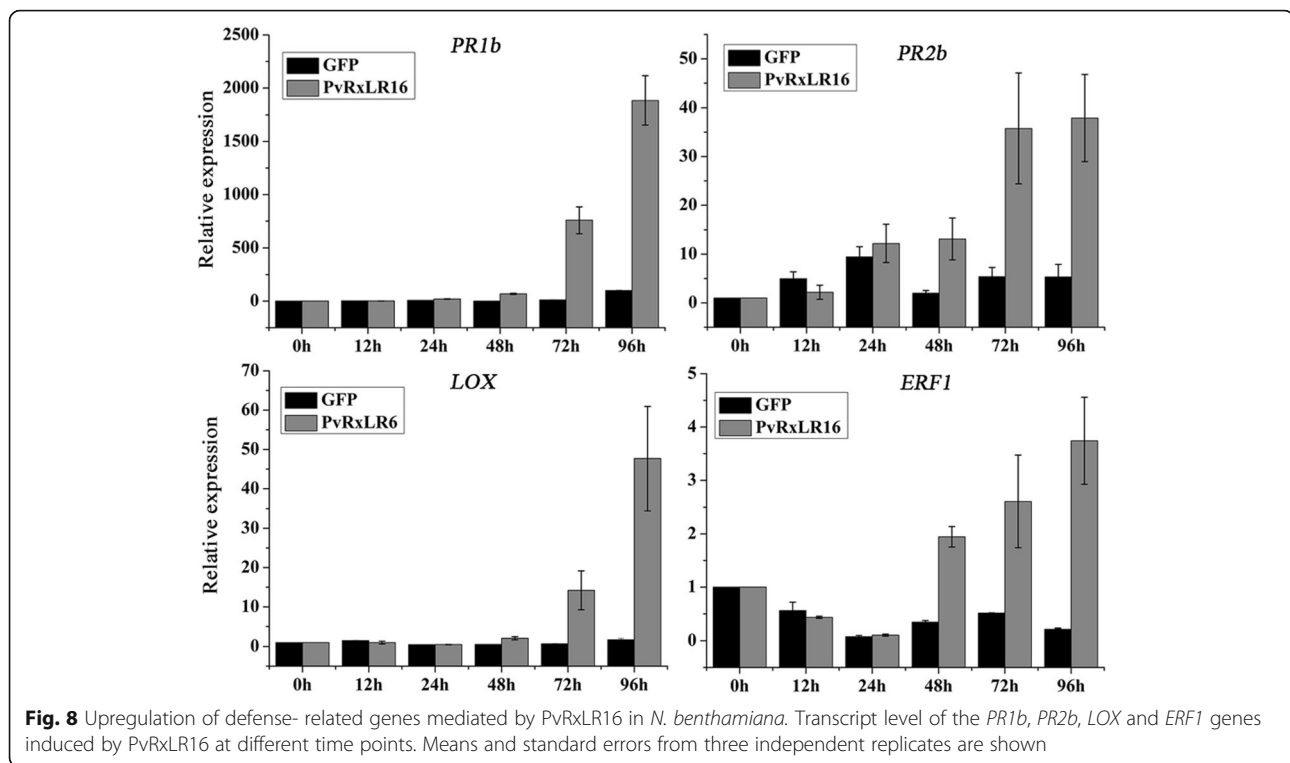 PR1b
GFP
PvRxLR16
Relative expression
2500
2000
1500
1000
500
0
0h 12h 24h 48h 72h 96h
PR2b
GFP
PvRxLR16
50
40
30
20
10
0
0h 12h 24h 48h 72h 96h
LOX
GFP
PvRxLR6
Relative expression
70
60
50
40
30
20
10
0
0h 12h 24h 48h 72h 96h
ERF1
GFP
PvRxLR16
5
4
3
2
1
0
0h 12h 24h 48h 72h 96h
Fig. 8 Upregulation of defense- related genes mediated by PvRxLR16 in N. benthamiana. Transcript level of the PR1b, PR2b, LOX and ERF1 genes
induced by PvRxLR16 at different time points. Means and standard errors from three independent replicates are shown